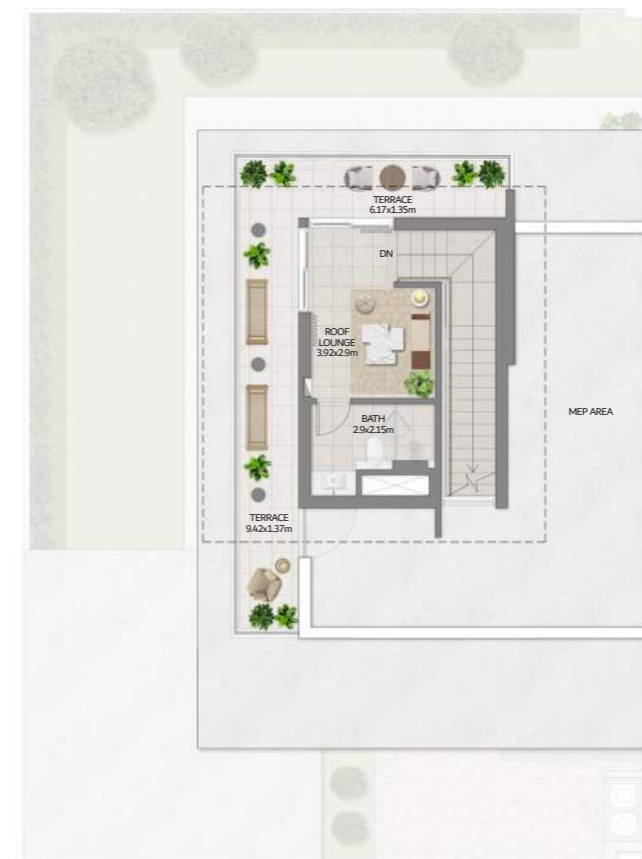 TERRACE
6.17x1.35m
DN
ROOF
LOUNGE
3.92x2.9m
MEP AREA
BATH
2.9x2.15m
TERRACE
9.42x1.37m